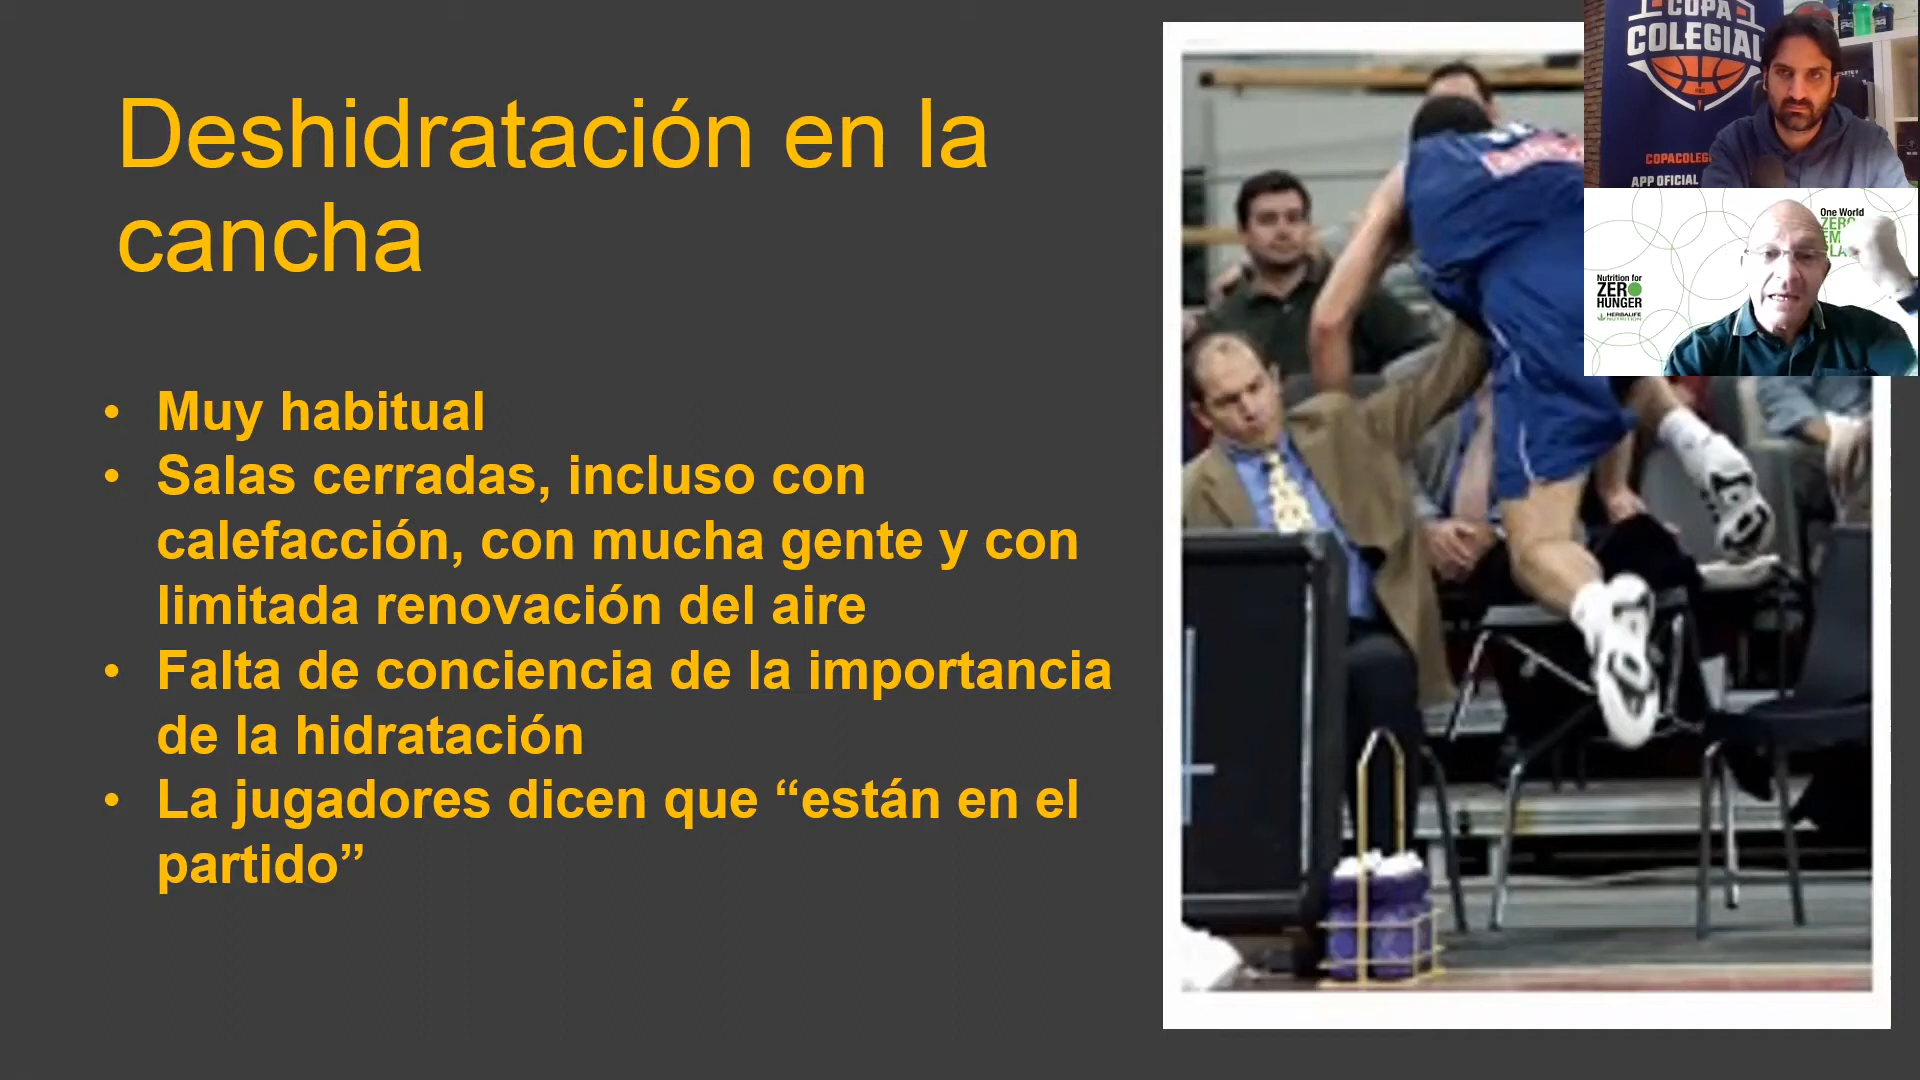 Deshidratación en la
cancha
• Muy habitual
• Salas cerradas, incluso con
calefacción, con mucha gente y con
limitada renovación del aire
• Falta de conciencia de la importancia
de la hidratación
• La jugadores dicen que “están en el
partido”
COPA
COLEGIAL
APP OFICIAL
One World
Nutrition for
ZERO
HUNGER
HERBALIFE
NUTRITION